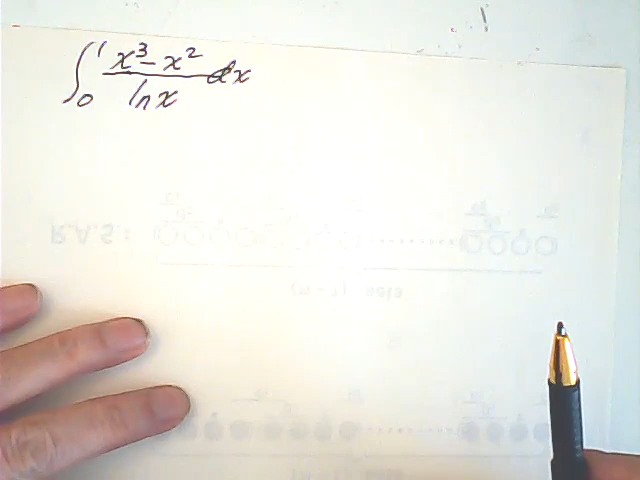 ∫₀¹ (x³ - x²)/(ln x) dx
R.A.S :